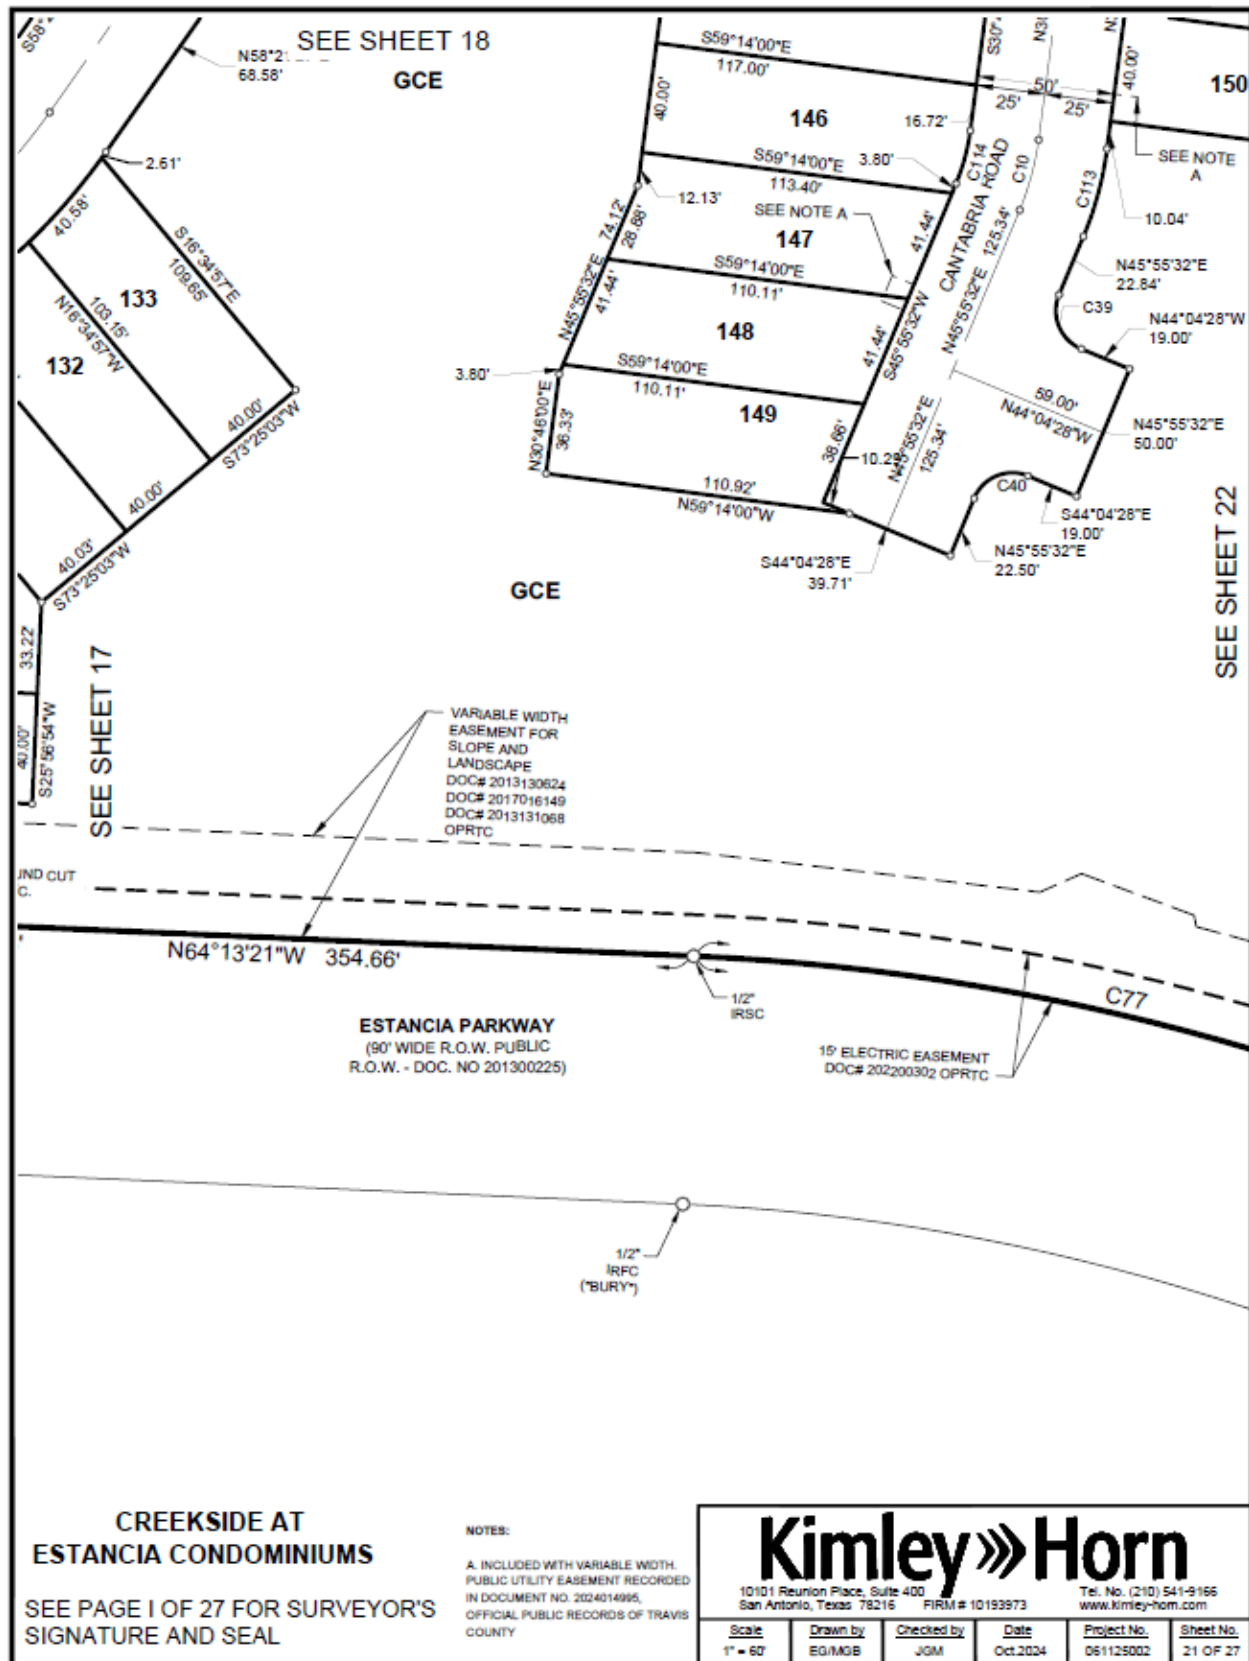 SEE SHEET 18
GCE
S58°
N58°2
68.58'
2.61'
40.58'
S16°34'57"E
109.65'
133
103.15'
N16°34'57"W
132
40.00'
S73°25'03"W
40.00'
40.03'
S73°25'03"W
33.22'
40.00'
S25°56'54"W
SEE SHEET 17
S59°14'00"E
117.00'
40.00'
146
S59°14'00"E
113.40'
12.13'
SEE NOTE A
147
74.12'
28.88'
N45°55'32"E
41.44'
S59°14'00"E
110.11'
148
3.80'
S59°14'00"E
110.11'
149
N30°46'00"E
36.33'
110.92'
N59°14'00"W
S30°
N30
N
50'
25'
25'
40.00'
150
16.72'
3.80'
C114
C10
CANTABRIA ROAD
C113
SEE NOTE
A
10.04'
41.44'
125.34'
N45°55'32"E
N45°55'32"E
22.84'
C39
N44°04'28"W
19.00'
41.44'
S45°55'32"W
59.00'
N44°04'28"W
N45°55'32"E
50.00'
38.66'
10.29
N45°55'32"E
125.34'
C40
S44°04'28"E
19.00'
N45°55'32"E
22.50'
S44°04'28"E
39.71'
SEE SHEET 22
GCE
VARIABLE WIDTH
EASEMENT FOR
SLOPE AND
LANDSCAPE
DOC# 2013130624
DOC# 2017016149
DOC# 2013131068
OPRTC
UND CUT
C.
N64°13'21"W 354.66'
1/2"
IRSC
C77
ESTANCIA PARKWAY
(90' WIDE R.O.W. PUBLIC
R.O.W. - DOC. NO 201300225)
15' ELECTRIC EASEMENT
DOC# 202200302 OPRTC
1/2"
IRFC
("BURY")
CREEKSIDE AT
ESTANCIA CONDOMINIUMS
SEE PAGE I OF 27 FOR SURVEYOR'S
SIGNATURE AND SEAL
NOTES:
A. INCLUDED WITH VARIABLE WIDTH
PUBLIC UTILITY EASEMENT RECORDED
IN DOCUMENT NO. 2024014995,
OFFICIAL PUBLIC RECORDS OF TRAVIS
COUNTY
Kimley»Horn
10101 Reunion Place, Suite 400
San Antonio, Texas 78216 FIRM # 10193973
Tel. No. (210) 541-9166
www.kimley-horn.com
Scale Drawn by Checked by Date Project No. Sheet No.
1" = 60' EG/MGB JGM Oct.2024 061125002 21 OF 27